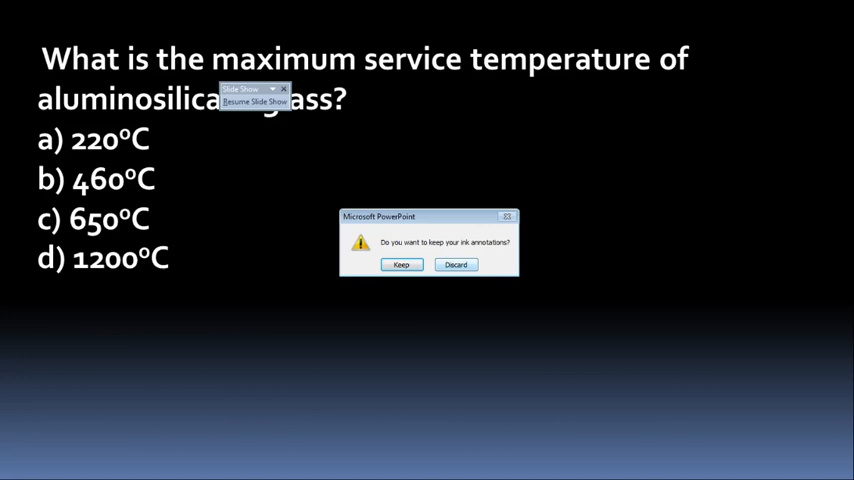 What is the maximum service temperature of
aluminosilica ass?
Slide Show
Resume Slide Show
a) 220°C
b) 460°C
c) 650°C
d) 1200°C
Microsoft PowerPoint
Do you want to keep your ink annotations?
Keep
Discard